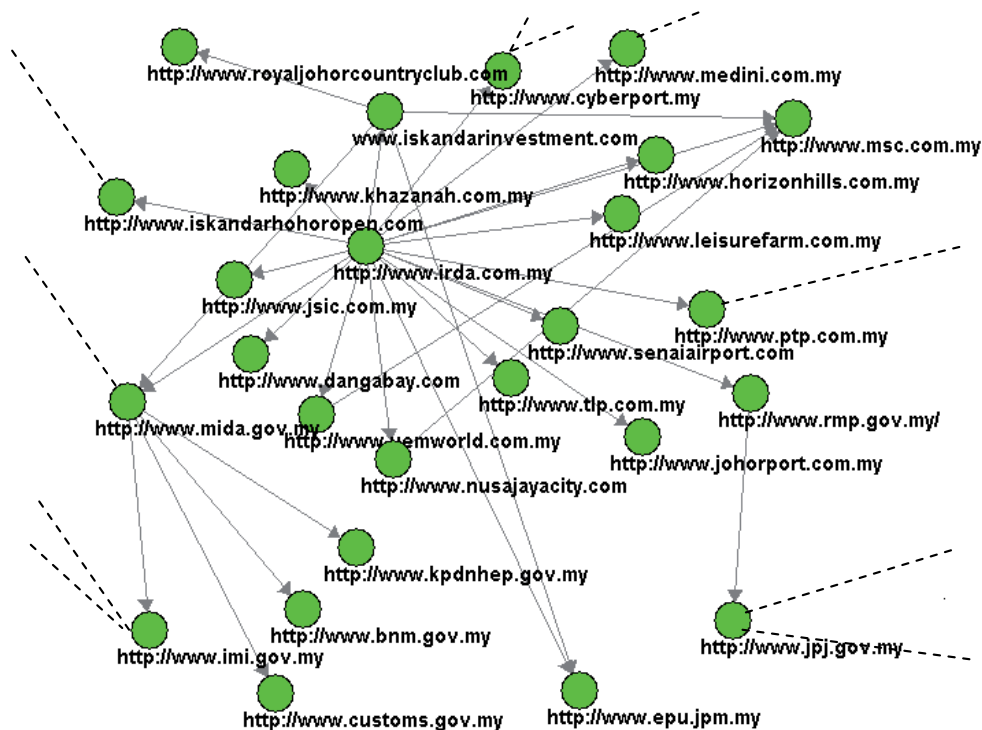 http://www.royaljohorcountryclub.com
http://www.medini.com.my
http://www.cyberport.my
www.iskandarinvestment.com
http://www.msc.com.my
http://www.horizonhills.com.my
http://www.khazanah.com.my
http://www.iskandarhohoropen.com
http://www.leisurefarm.com.my
http://www.irda.com.my
http://www.jsic.com.my
http://www.ptp.com.my
http://www.senaiairport.com
http://www.dangabay.com
http://www.tlp.com.my
http://www.rmp.gov.my/
http://www.mida.gov.my
http://www.uemworld.com.my
http://www.johorport.com.my
http://www.nusajayacity.com
http://www.kpdnhep.gov.my
http://www.bnm.gov.my
http://www.jpj.gov.my
http://www.imi.gov.my
http://www.customs.gov.my
http://www.epu.jpm.my